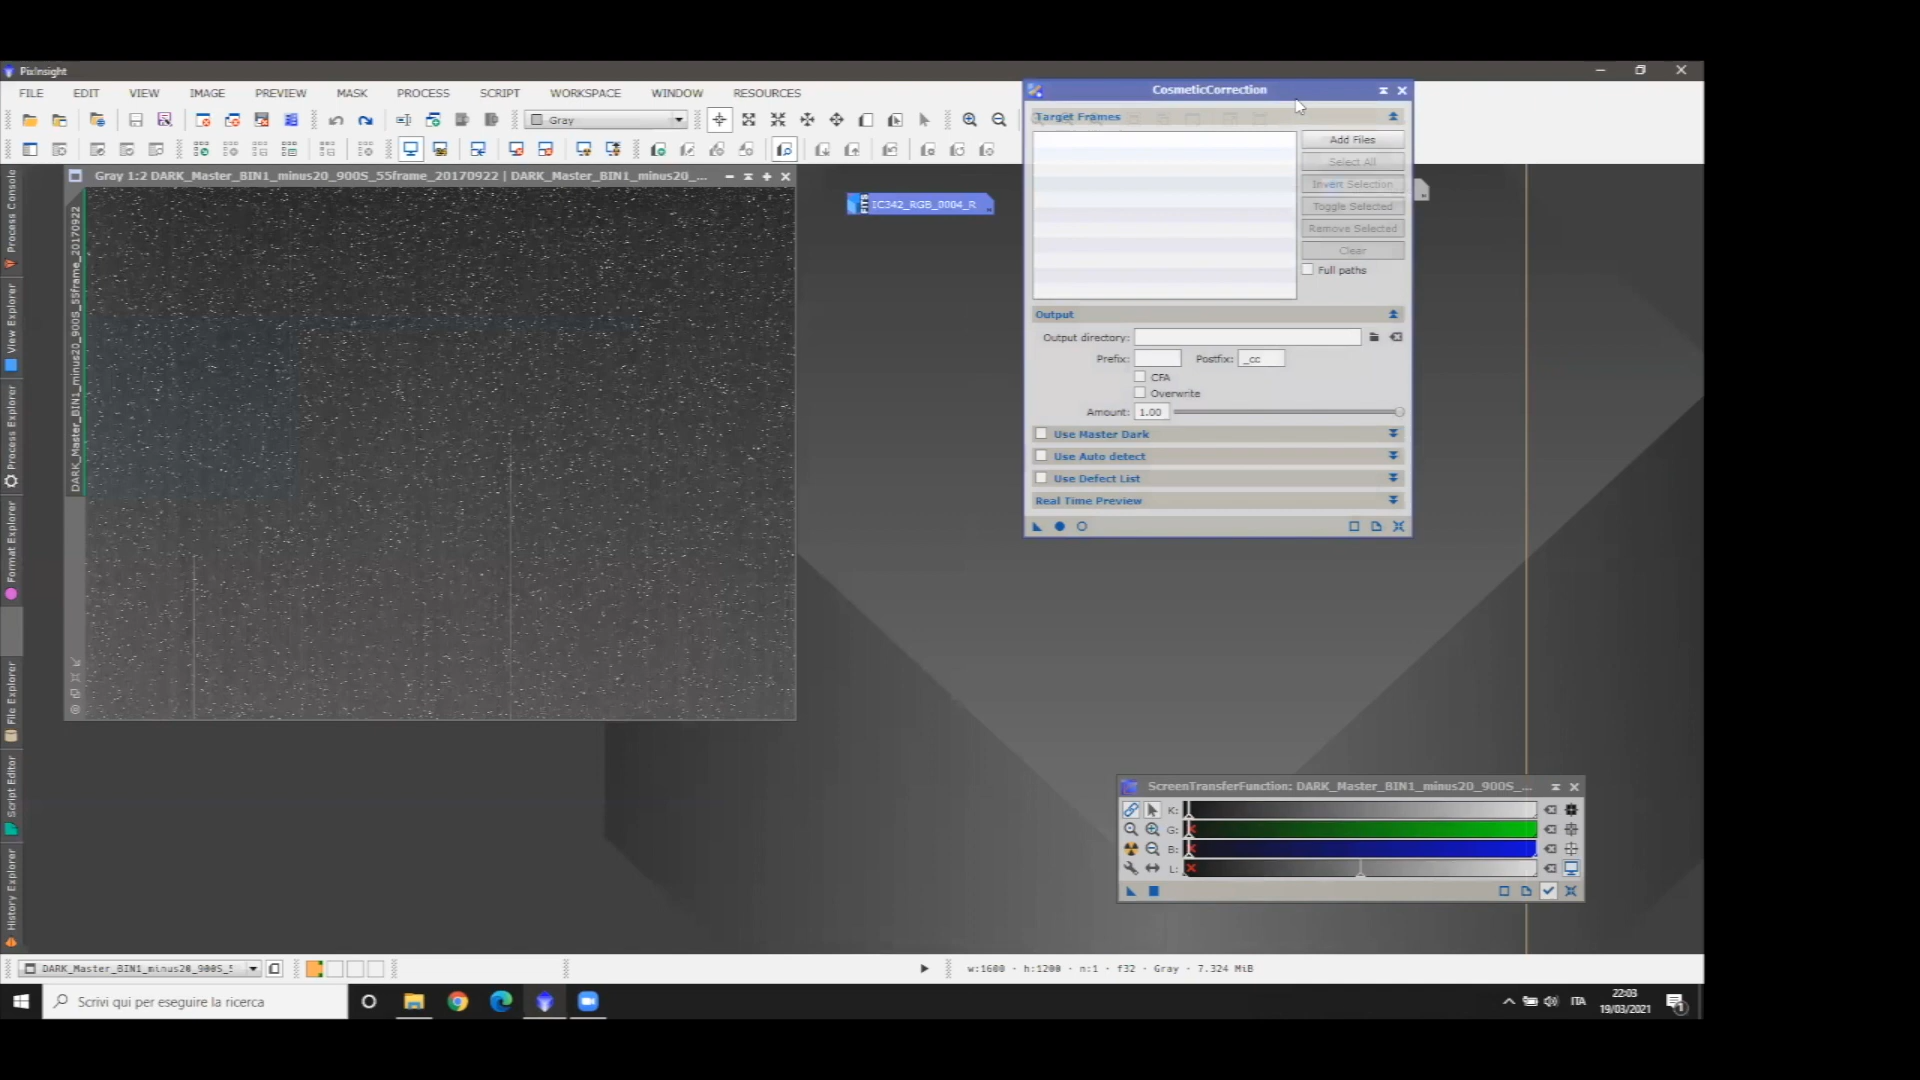 PixInsight
FILE EDIT VIEW IMAGE PREVIEW MASK PROCESS SCRIPT WORKSPACE WINDOW RESOURCES
Gray
Gray 1:2 DARK_Master_BIN1_minus20_900S_55frame_20170922 | DARK_Master_BIN1_minus20_...
DARK_Master_BIN1_minus20_900S_55frame_20170922
Process Console
View Explorer
Process Explorer
Format Explorer
File Explorer
Script Editor
History Explorer
FITS
IC342_RGB_0004_R
CosmeticCorrection
Target Frames
Add Files
Select All
Invert Selection
Toggle Selected
Remove Selected
Clear
Full paths
Output
Output directory:
Prefix: Postfix: _cc
CFA
Overwrite
Amount: 1.00
Use Master Dark
Use Auto detect
Use Defect List
Real Time Preview
ScreenTransferFunction: DARK_Master_BIN1_minus20_900S_...
K:
G:
B:
L:
DARK_Master_BIN1_minus20_900S_5
w:1600 · h:1200 · n:1 · f32 · Gray · 7.324 MiB
Scrivi qui per eseguire la ricerca
ITA
22:03
19/03/2021
1